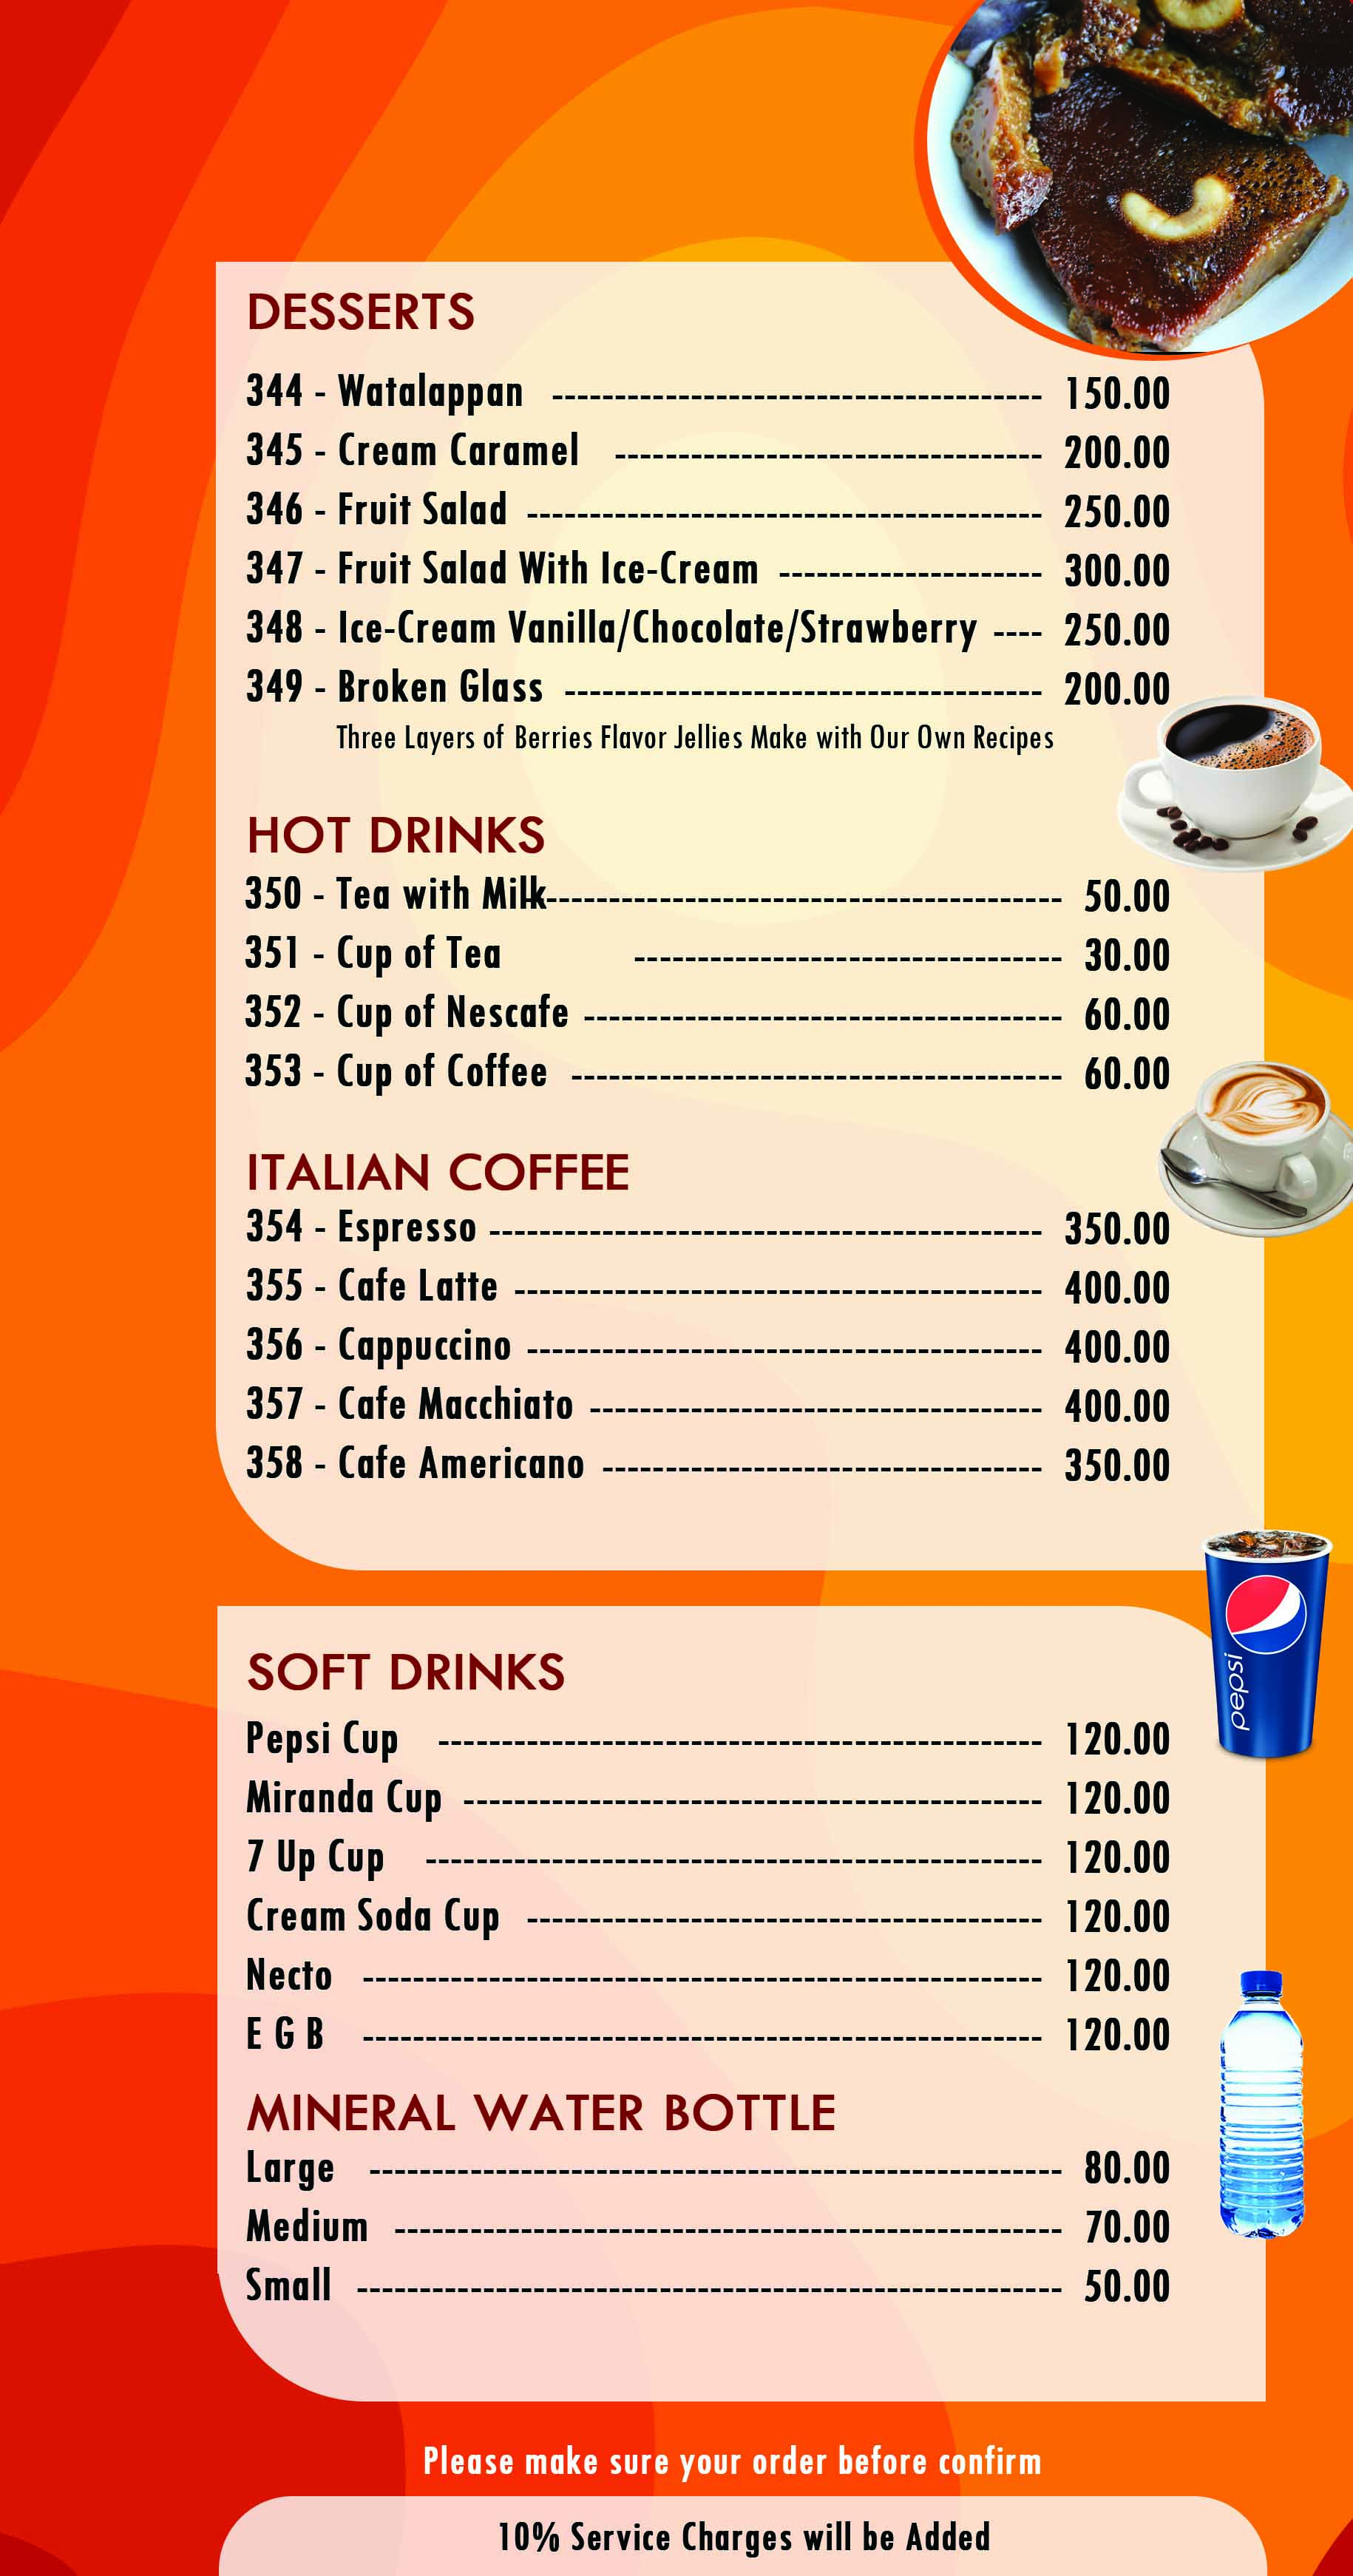 DESSERTS
344 - Watalappan --------------------------------------- 150.00
345 - Cream Caramel ---------------------------------- 200.00
346 - Fruit Salad ----------------------------------------- 250.00
347 - Fruit Salad With Ice-Cream --------------------- 300.00
348 - Ice-Cream Vanilla/Chocolate/Strawberry ---- 250.00
349 - Broken Glass -------------------------------------- 200.00
Three Layers of Berries Flavor Jellies Make with Our Own Recipes
HOT DRINKS
350 - Tea with Milk------------------------------------------- 50.00
351 - Cup of Tea ---------------------------------- 30.00
352 - Cup of Nescafe -------------------------------------- 60.00
353 - Cup of Coffee --------------------------------------- 60.00
ITALIAN COFFEE
354 - Espresso -------------------------------------------- 350.00
355 - Cafe Latte ------------------------------------------ 400.00
356 - Cappuccino ----------------------------------------- 400.00
357 - Cafe Macchiato ------------------------------------ 400.00
358 - Cafe Americano ----------------------------------- 350.00
SOFT DRINKS
Pepsi Cup ------------------------------------------------ 120.00
Miranda Cup ---------------------------------------------- 120.00
7 Up Cup ------------------------------------------------- 120.00
Cream Soda Cup ----------------------------------------- 120.00
Necto ------------------------------------------------------ 120.00
E G B ------------------------------------------------------ 120.00
pepsi
MINERAL WATER BOTTLE
Large ------------------------------------------------------- 80.00
Medium ----------------------------------------------------- 70.00
Small -------------------------------------------------------- 50.00
Please make sure your order before confirm
10% Service Charges will be Added